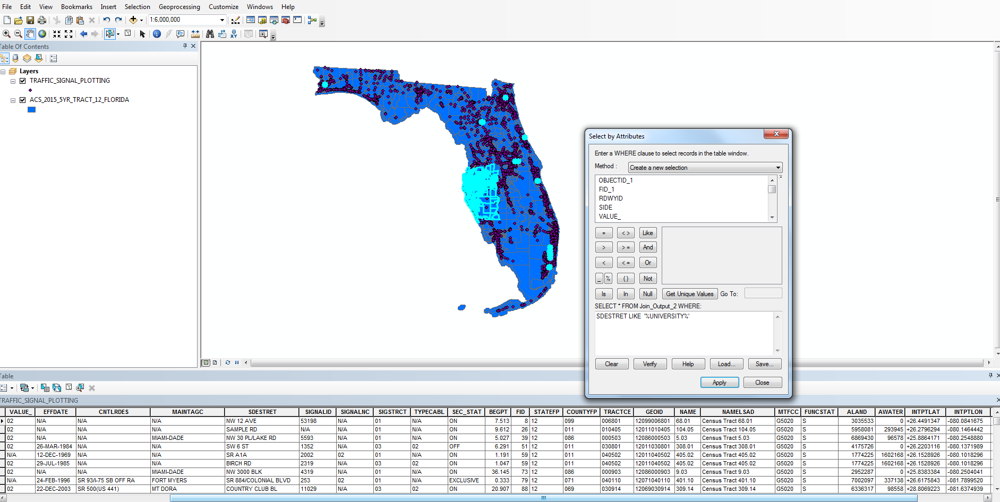 File Edit View Bookmarks Insert Selection Geoprocessing Customize Windows Help
1:6,000,000
Table Of Contents
Layers
TRAFFIC_SIGNAL_PLOTTING
ACS_2015_5YR_TRACT_12_FLORIDA
Select by Attributes
Enter a WHERE clause to select records in the table window.
Method : Create a new selection
OBJECTID_1
FID_1
RDWYID
SIDE
VALUE_
= < > Like
> > = And
< < = Or
_ % ( ) Not
Is In Null Get Unique Values Go To:
SELECT * FROM Join_Output_2 WHERE:
SDESTRET LIKE '%UNIVERSITY%'
Clear Verify Help Load... Save...
Apply Close
Table
TRAFFIC_SIGNAL_PLOTTING
VALUE_ EFFDATE CNTLRDES MAINTAGC SDESTRET SIGNALID SIGNALNC SIGSTRCT TYPECABL SEC_STAT BEGPT FID STATEFP COUNTYFP TRACTCE GEOID NAME NAMELSAD MTFCC FUNCSTAT ALAND AWATER INTPTLAT INTPTLON
02 N/A N/A N/A NW 12 AVE 53198 N/A 01 N/A ON 7.513 8 12 099 006801 12099006801 68.01 Census Tract 68.01 G5020 S 3035533 0 +26.4491347 -080.0841675
02 N/A N/A N/A SAMPLE RD N/A N/A 01 N/A ON 9.612 26 12 011 010405 12011010405 104.05 Census Tract 104.05 G5020 S 5958081 293945 +26.2796294 -080.1464442
02 N/A N/A MIAMI-DADE NW 30 PL/LAKE RD 5593 N/A 01 N/A ON 5.027 39 12 086 000503 12086000503 5.03 Census Tract 5.03 G5020 S 6869430 96578 +25.8864171 -080.2548880
02 26-MAR-1984 N/A N/A SW 6 ST 1352 N/A 03 02 OFF 6.291 51 12 011 030801 12011030801 308.01 Census Tract 308.01 G5020 S 4175726 0 +26.2203116 -080.1371989
N/A 12-DEC-1969 N/A N/A SR A1A 2002 02 01 N/A ON 1.191 59 12 011 040502 12011040502 405.02 Census Tract 405.02 G5020 S 1774225 1602168 +26.1528926 -080.1018296
02 29-JUL-1985 N/A N/A BIRCH RD 2319 N/A 03 02 ON 1.047 59 12 011 040502 12011040502 405.02 Census Tract 405.02 G5020 S 1774225 1602168 +26.1528926 -080.1018296
02 N/A N/A MIAMI-DADE NW 3000 BLK 4319 N/A 01 N/A ON 36.145 73 12 086 000903 12086000903 9.03 Census Tract 9.03 G5020 S 2952287 0 +25.8383384 -080.2504041
N/A 24-FEB-1996 SR 93/I-75 SB OFF RA FORT MYERS SR 884/COLONIAL BLVD 253 02 01 N/A EXCLUSIVE 0.333 79 12 071 040110 12071040110 401.10 Census Tract 401.10 G5020 S 7002097 337138 +26.6175843 -081.7899520
02 22-DEC-2003 SR 500(US 441) MT DORA COUNTRY CLUB BL 11029 N/A 03 02 ON 20.907 88 12 069 030914 12069030914 309.14 Census Tract 309.14 G5020 S 6336317 98558 +28.8069223 -081.6374939